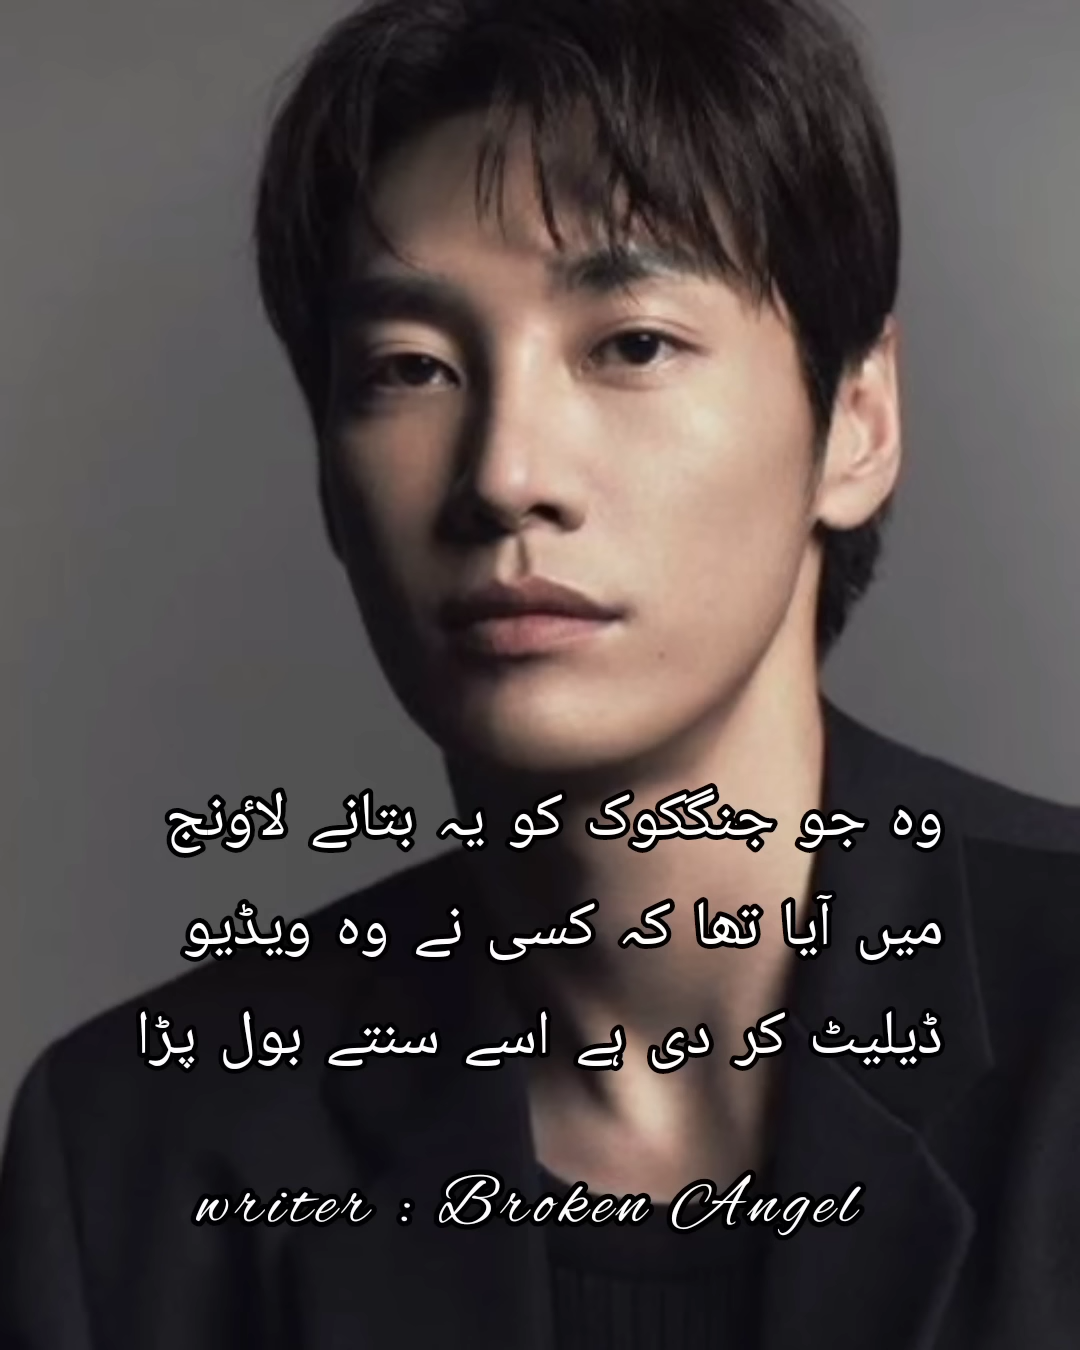 وہ جو جنگکوک کو یہ بتانے لاؤنج
میں آیا تھا کہ کسی نے وہ ویڈیو
ڈیلیٹ کر دی ہے اسے سنتے بول پڑا
writer : Broken Angel